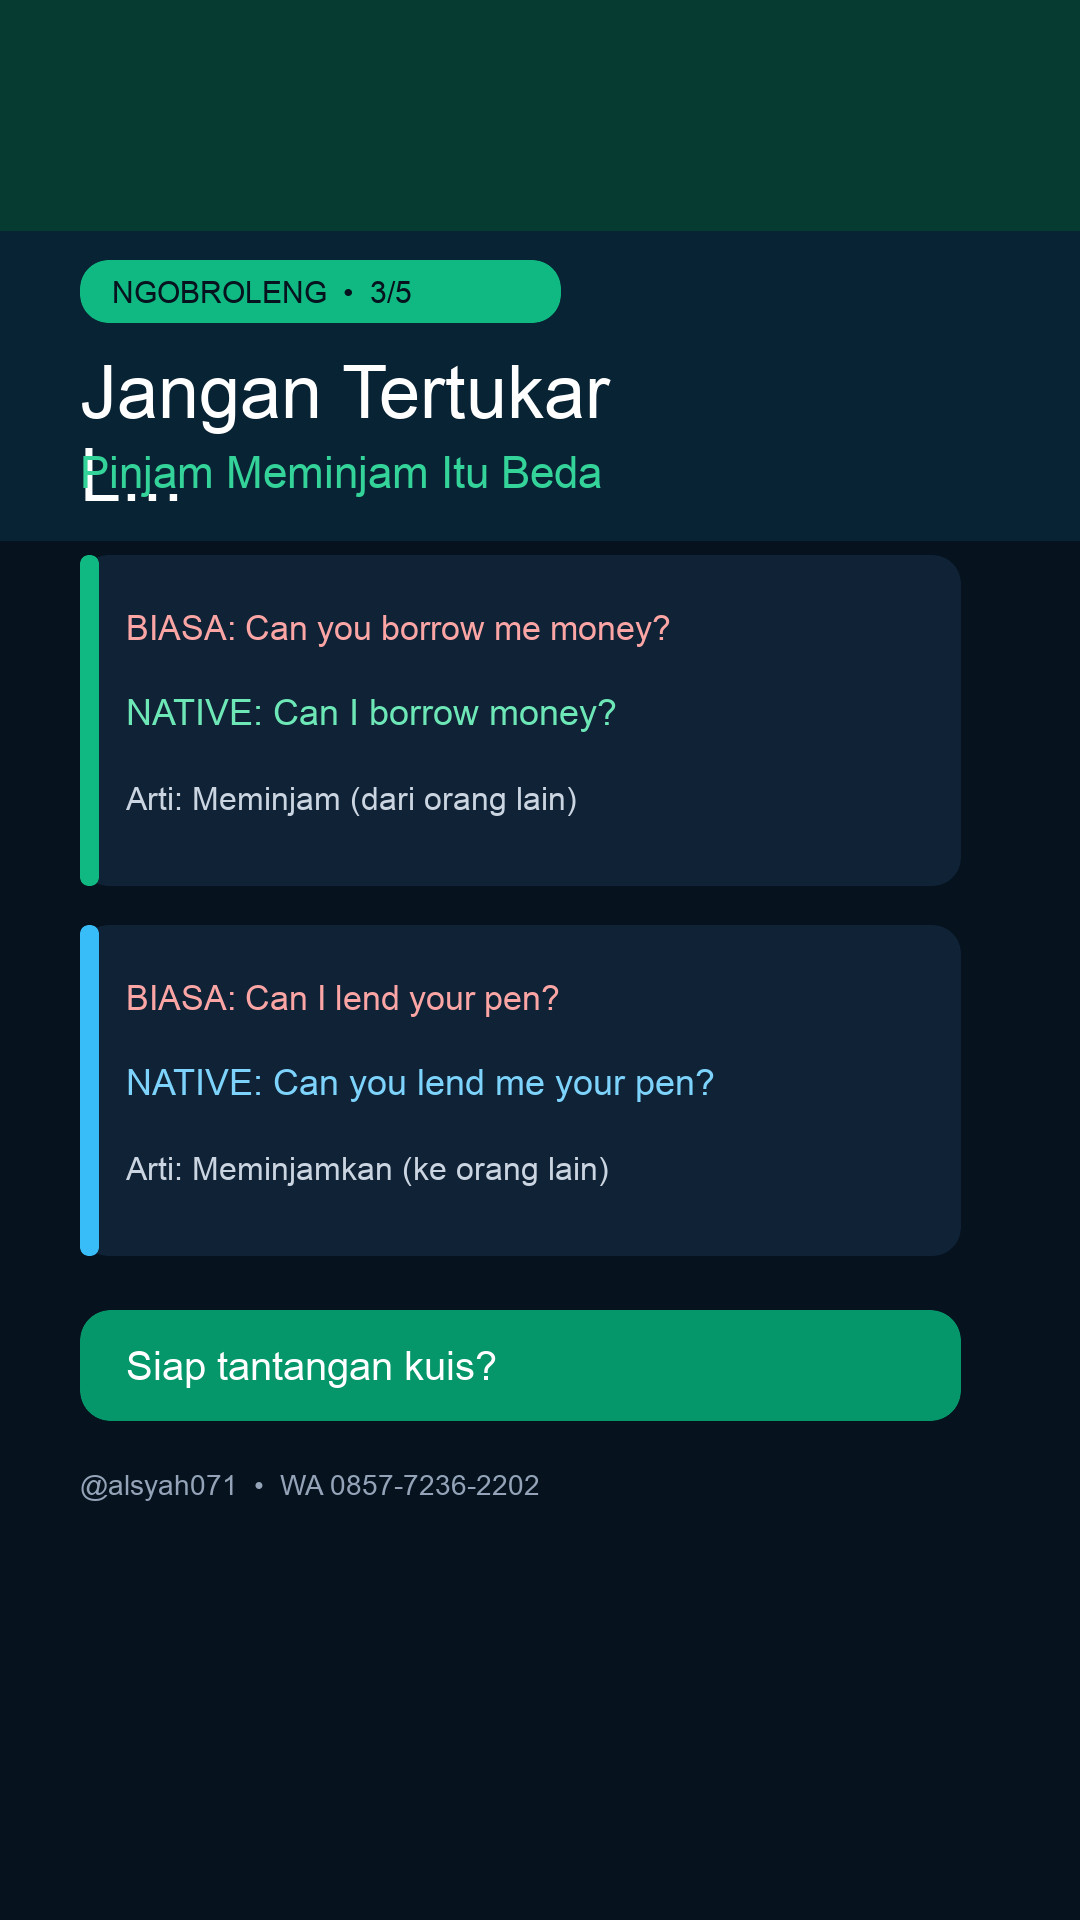 NGOBROLENG • 3/5
Jangan Tertukar
L...
Pinjam Meminjam Itu Beda
BIASA: Can you borrow me money?
NATIVE: Can I borrow money?
Arti: Meminjam (dari orang lain)
BIASA: Can I lend your pen?
NATIVE: Can you lend me your pen?
Arti: Meminjamkan (ke orang lain)
Siap tantangan kuis?
@alsyah071 • WA 0857-7236-2202